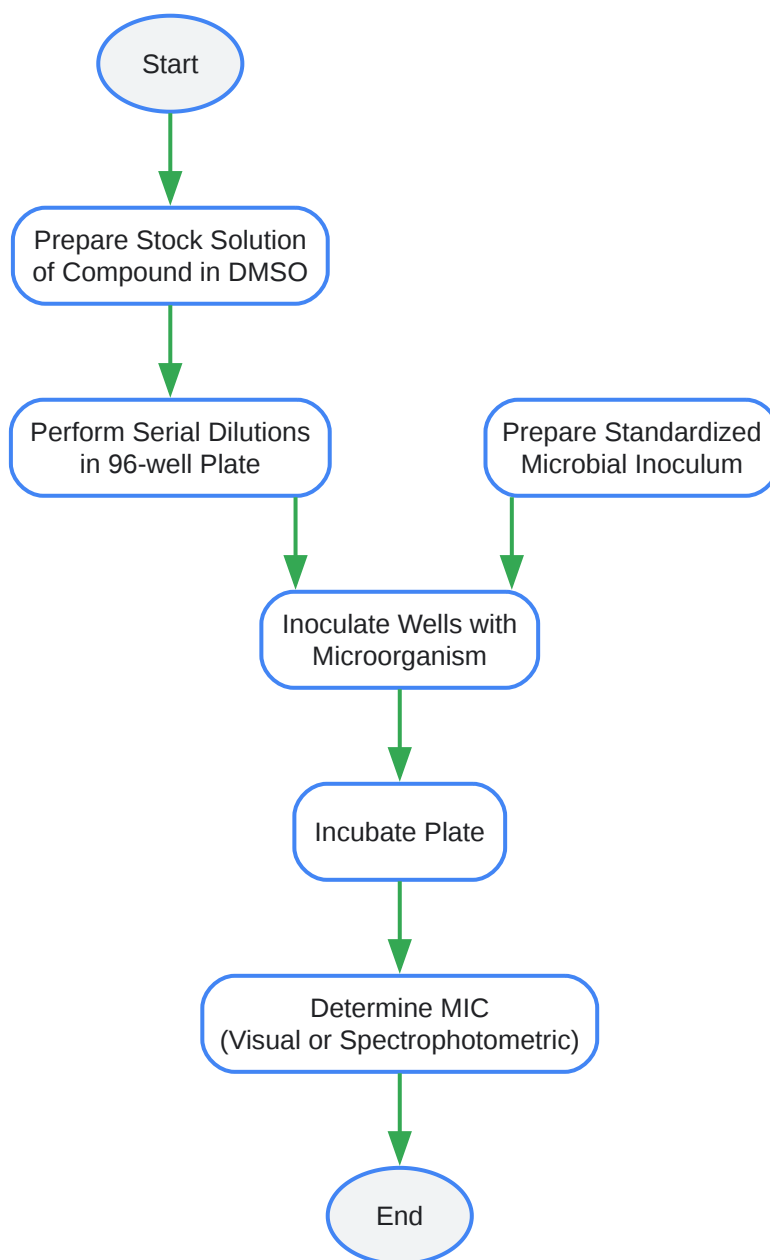 Start
Prepare Stock Solution
of Compound in DMSO
Perform Serial Dilutions
in 96-well Plate
Prepare Standardized
Microbial Inoculum
Inoculate Wells with
Microorganism
Incubate Plate
Determine MIC
(Visual or Spectrophotometric)
End